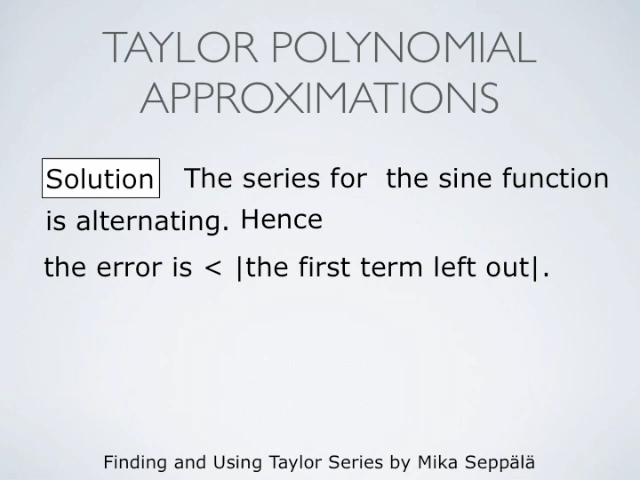 TAYLOR POLYNOMIAL
APPROXIMATIONS
Solution The series for the sine function
is alternating. Hence
the error is < |the first term left out|.
Finding and Using Taylor Series by Mika Seppälä